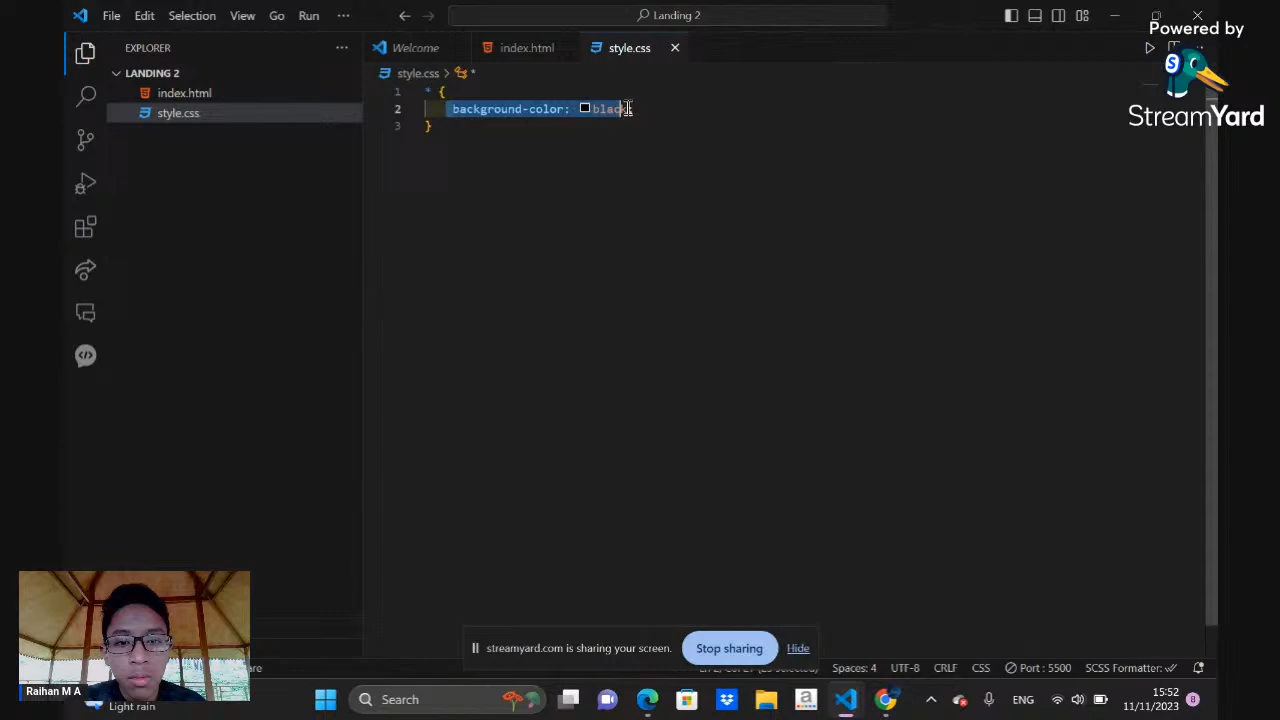 File Edit Selection View Go Run ··· Landing 2
Powered by
StreamYard
EXPLORER ···
Welcome index.html style.css
LANDING 2
style.css > *
index.html
style.css
1 * {
2 background-color: black;
3 }
streamyard.com is sharing your screen. Stop sharing Hide
Spaces: 4 UTF-8 CRLF CSS Port : 5500 SCSS Formatter:
Raihan M A
Light rain
Search
ENG
15:52
11/11/2023
8